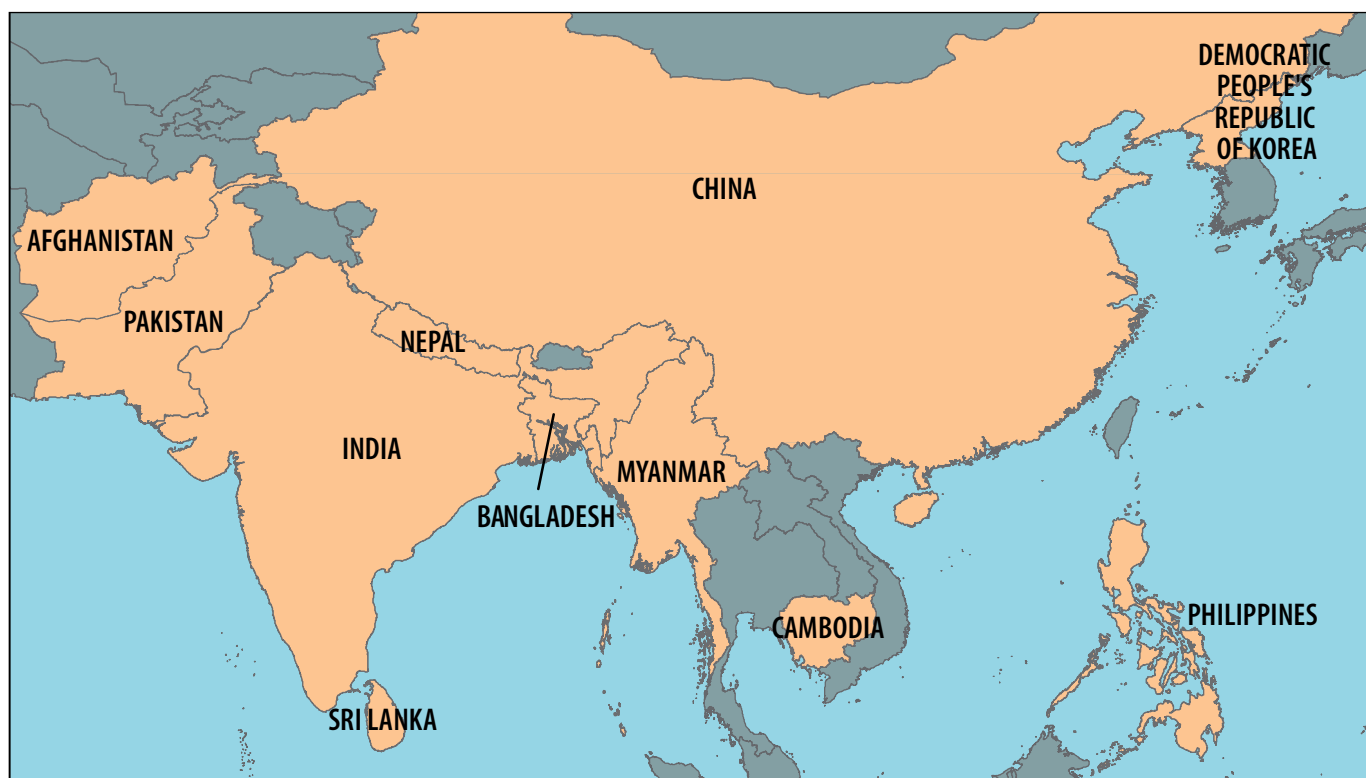 DEMOCRATIC
PEOPLE'S
REPUBLIC
OF KOREA
CHINA
AFGHANISTAN
PAKISTAN
NEPAL
INDIA
MYANMAR
BANGLADESH
PHILIPPINES
CAMBODIA
SRI LANKA